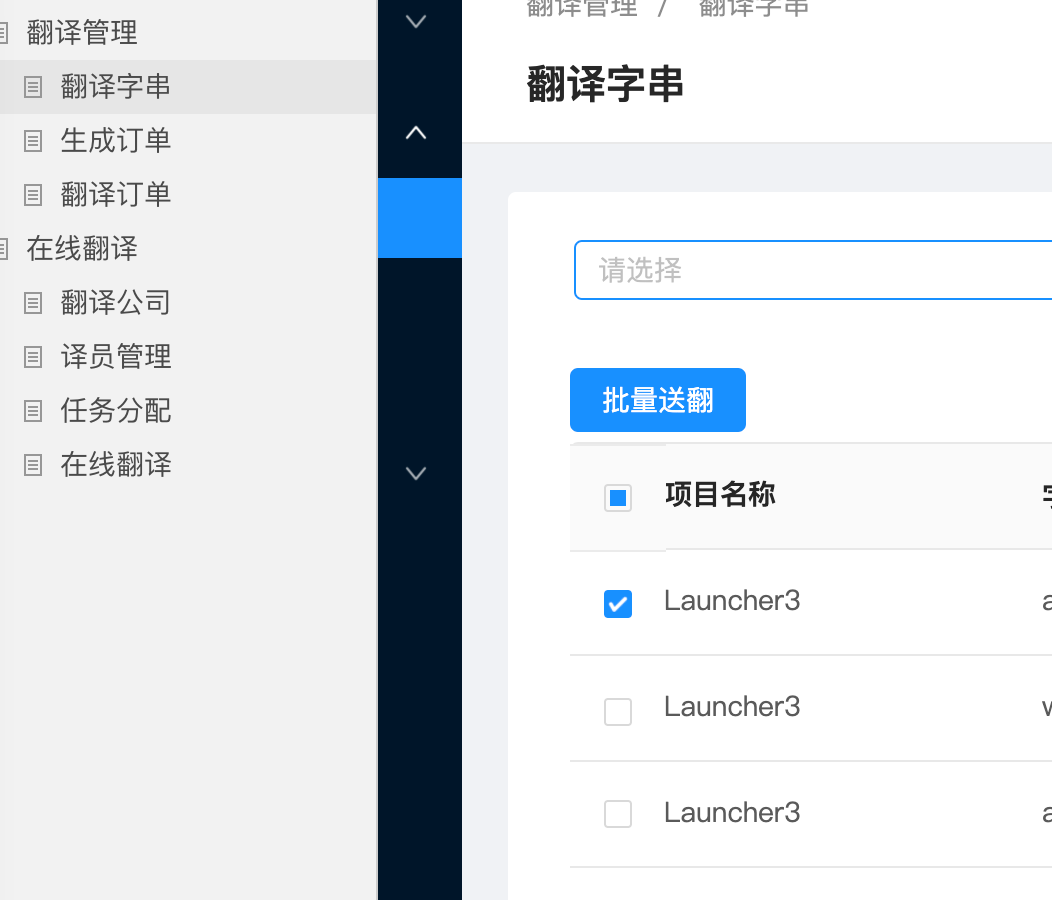 翻译管理
翻译字串
生成订单
翻译订单
在线翻译
翻译公司
译员管理
任务分配
在线翻译
翻译管理 / 翻译字串
翻译字串
请选择
批量送翻
项目名称
Launcher3
Launcher3
Launcher3